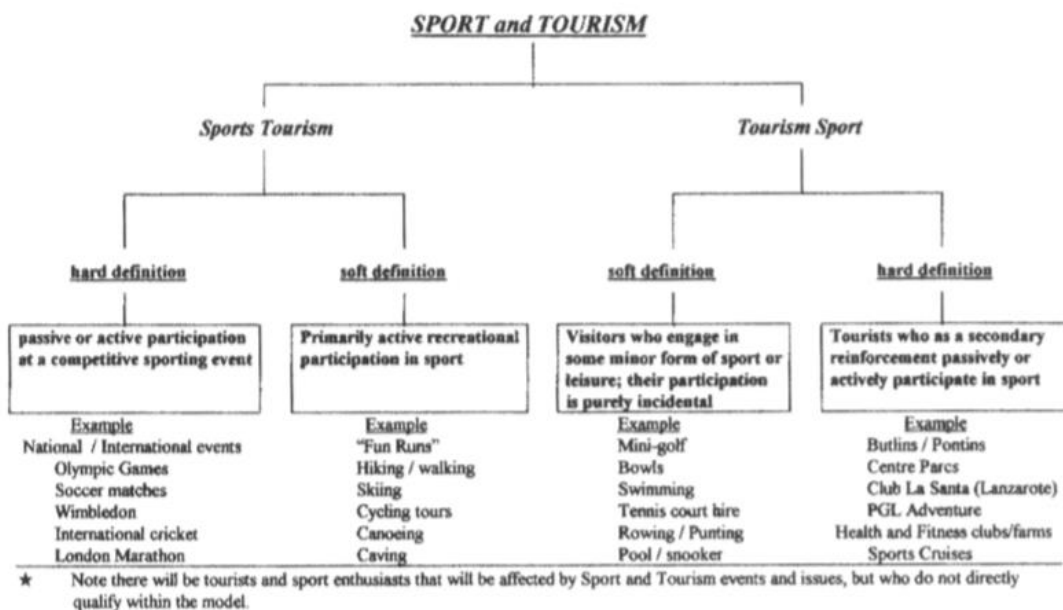 SPORT and TOURISM
Sports Tourism
Tourism Sport
hard definition
passive or active participation
at a competitive sporting event
Example
National / International events
Olympic Games
Soccer matches
Wimbledon
International cricket
London Marathon
soft definition
Primarily active recreational
participation in sport
Example
"Fun Runs"
Hiking / walking
Skiing
Cycling tours
Canoeing
Caving
soft definition
Visitors who engage in
some minor form of sport or
leisure; their participation
is purely incidental
Example
Mini-golf
Bowls
Swimming
Tennis court hire
Rowing / Punting
Pool / snooker
hard definition
Tourists who as a secondary
reinforcement passively or
actively participate in sport
Example
Butlins / Pontins
Centre Parcs
Club La Santa (Lanzarote)
PGL Adventure
Health and Fitness clubs/farms
Sports Cruises
★ Note there will be tourists and sport enthusiasts that will be affected by Sport and Tourism events and issues, but who do not directly
qualify within the model.